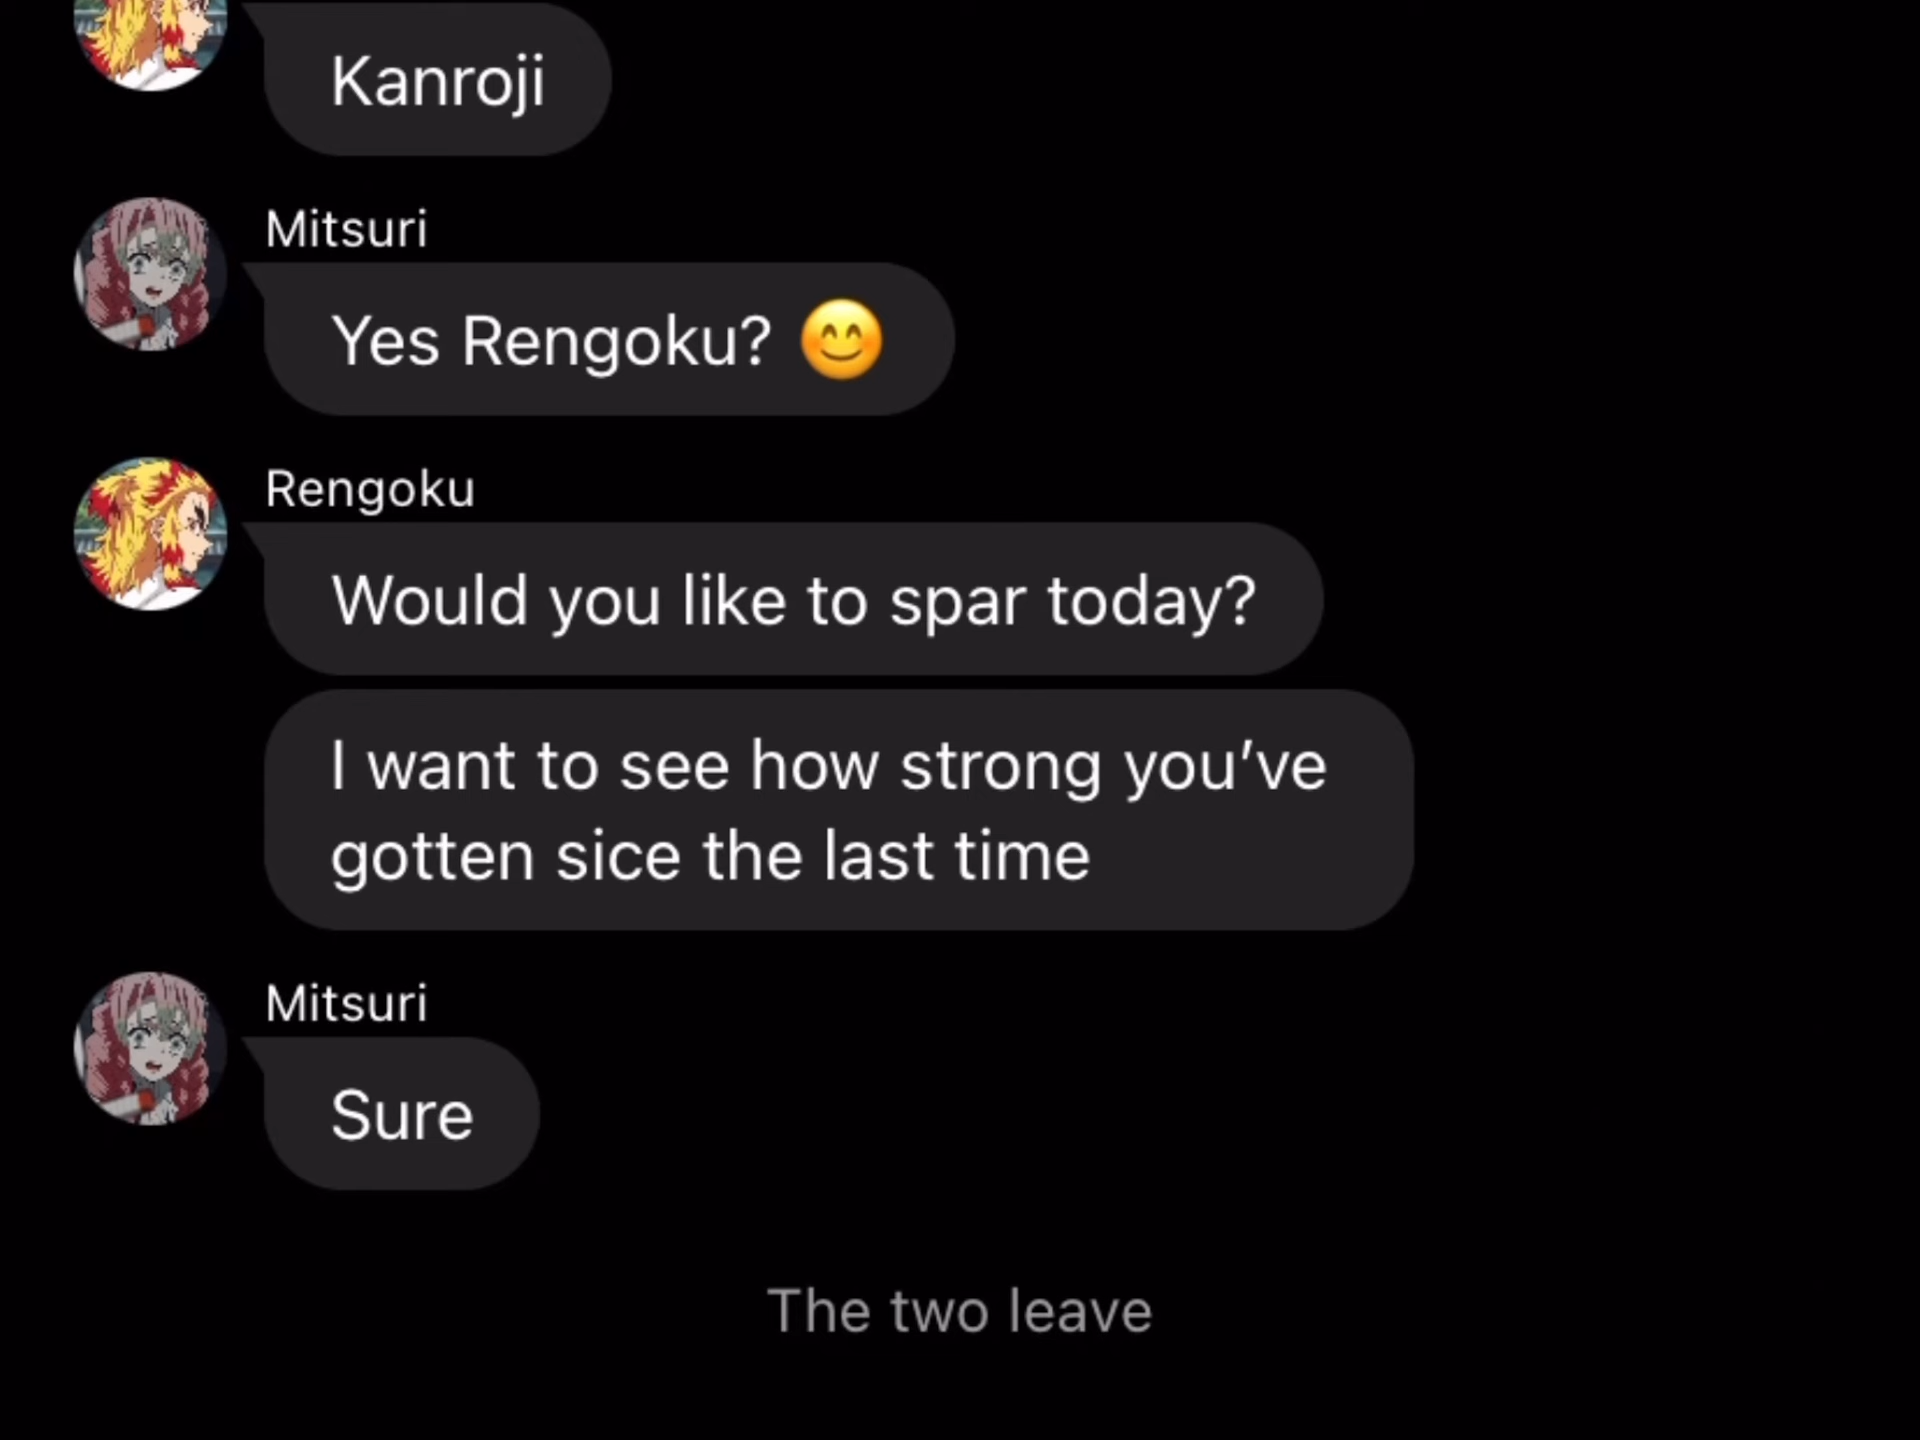 Kanroji
Mitsuri
Yes Rengoku? 😊
Rengoku
Would you like to spar today?
I want to see how strong you’ve
gotten sice the last time
Mitsuri
Sure
The two leave